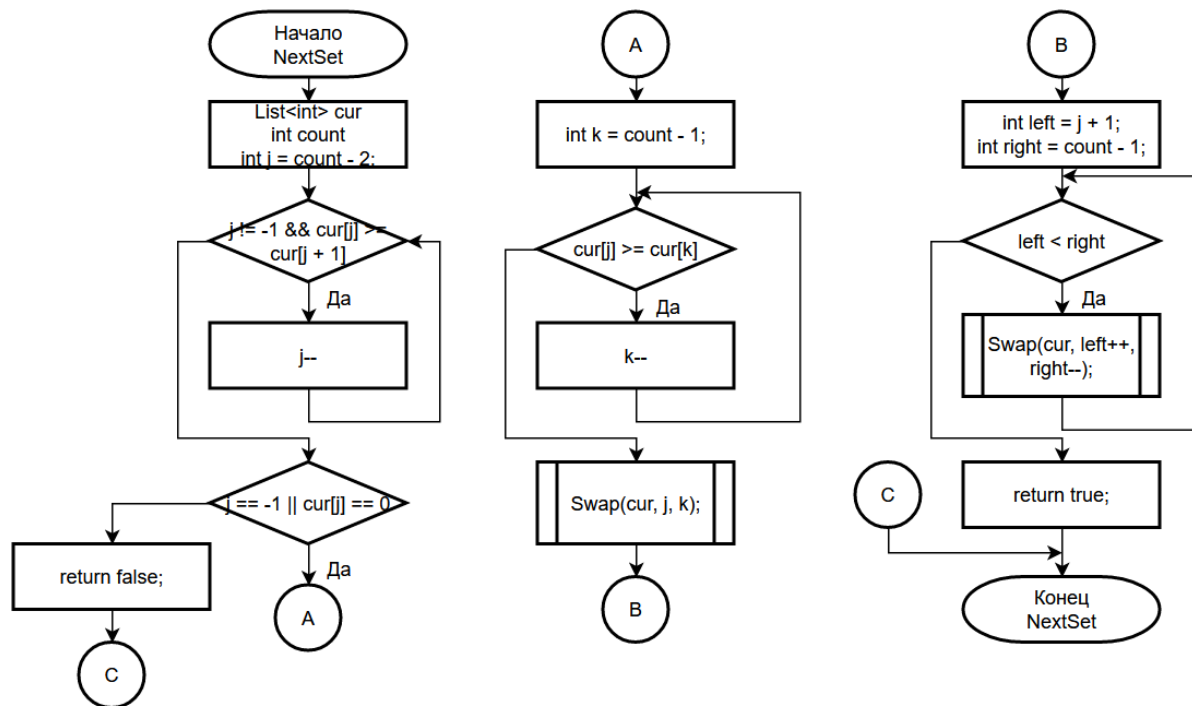 Начало
NextSet
List<int> cur
int count
int j = count - 2;
j != -1 && cur[j] >=
cur[j + 1]
Да
j--
j == -1 || cur[j] == 0
Да
return false;
A
C
A
int k = count - 1;
cur[j] >= cur[k]
Да
k--
Swap(cur, j, k);
B
B
int left = j + 1;
int right = count - 1;
left < right
Да
Swap(cur, left++,
right--);
C
return true;
Конец
NextSet